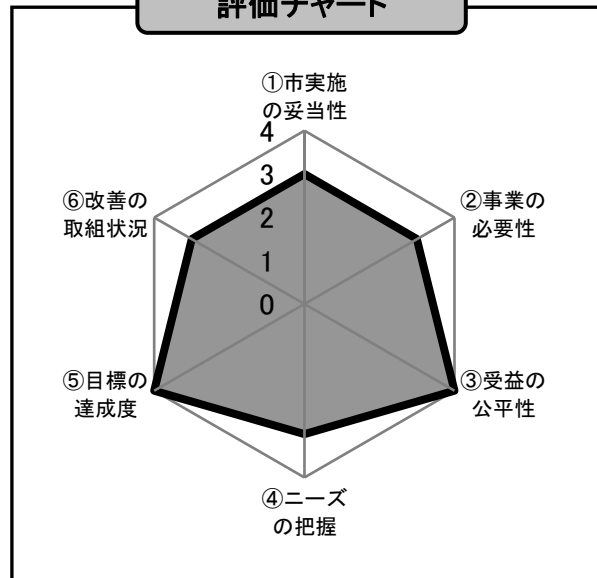 評価チャート
①市実施
の妥当性
4
3
2
1
0
②事業の
必要性
③受益の
公平性
④ニーズ
の把握
⑤目標の
達成度
⑥改善の
取組状況